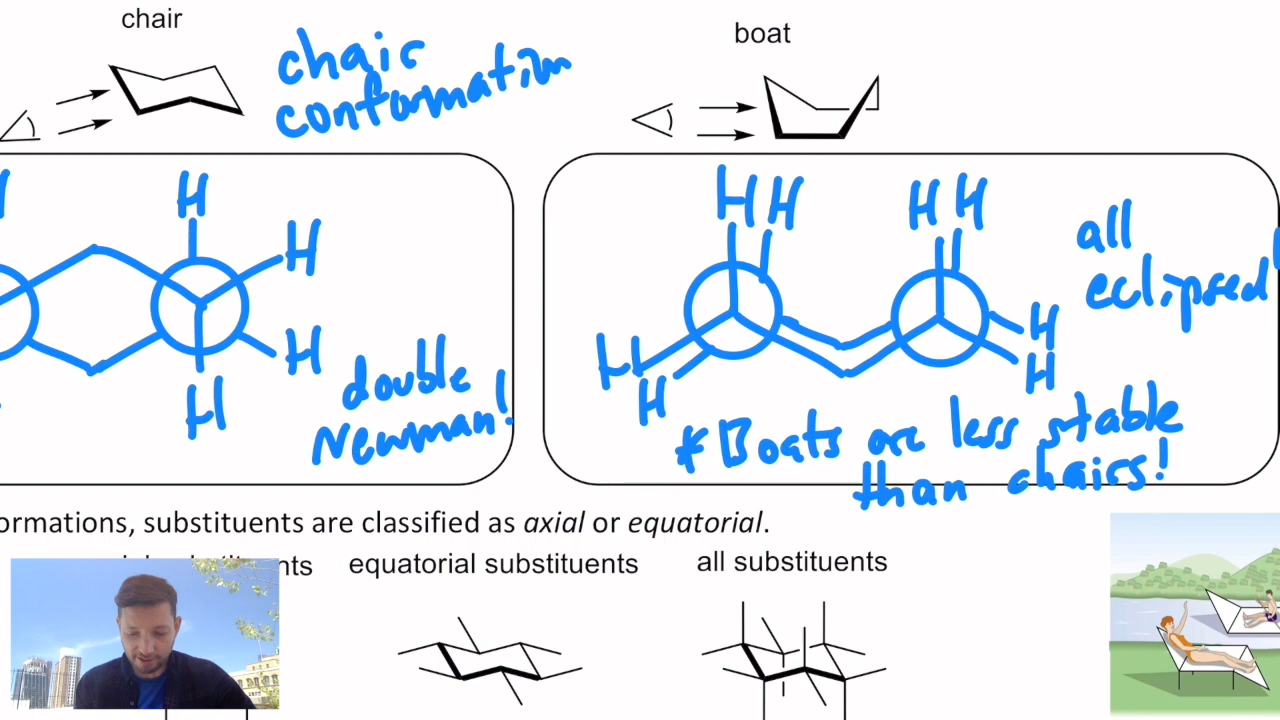 chair
boat
chair
conformation
H
H
H
H
double
Newman!
H H
H H
H
H
H
H
all
eclipsed
*Boats are less stable
than chairs!
ormations, substituents are classified as axial or equatorial.
nts
equatorial substituents
all substituents